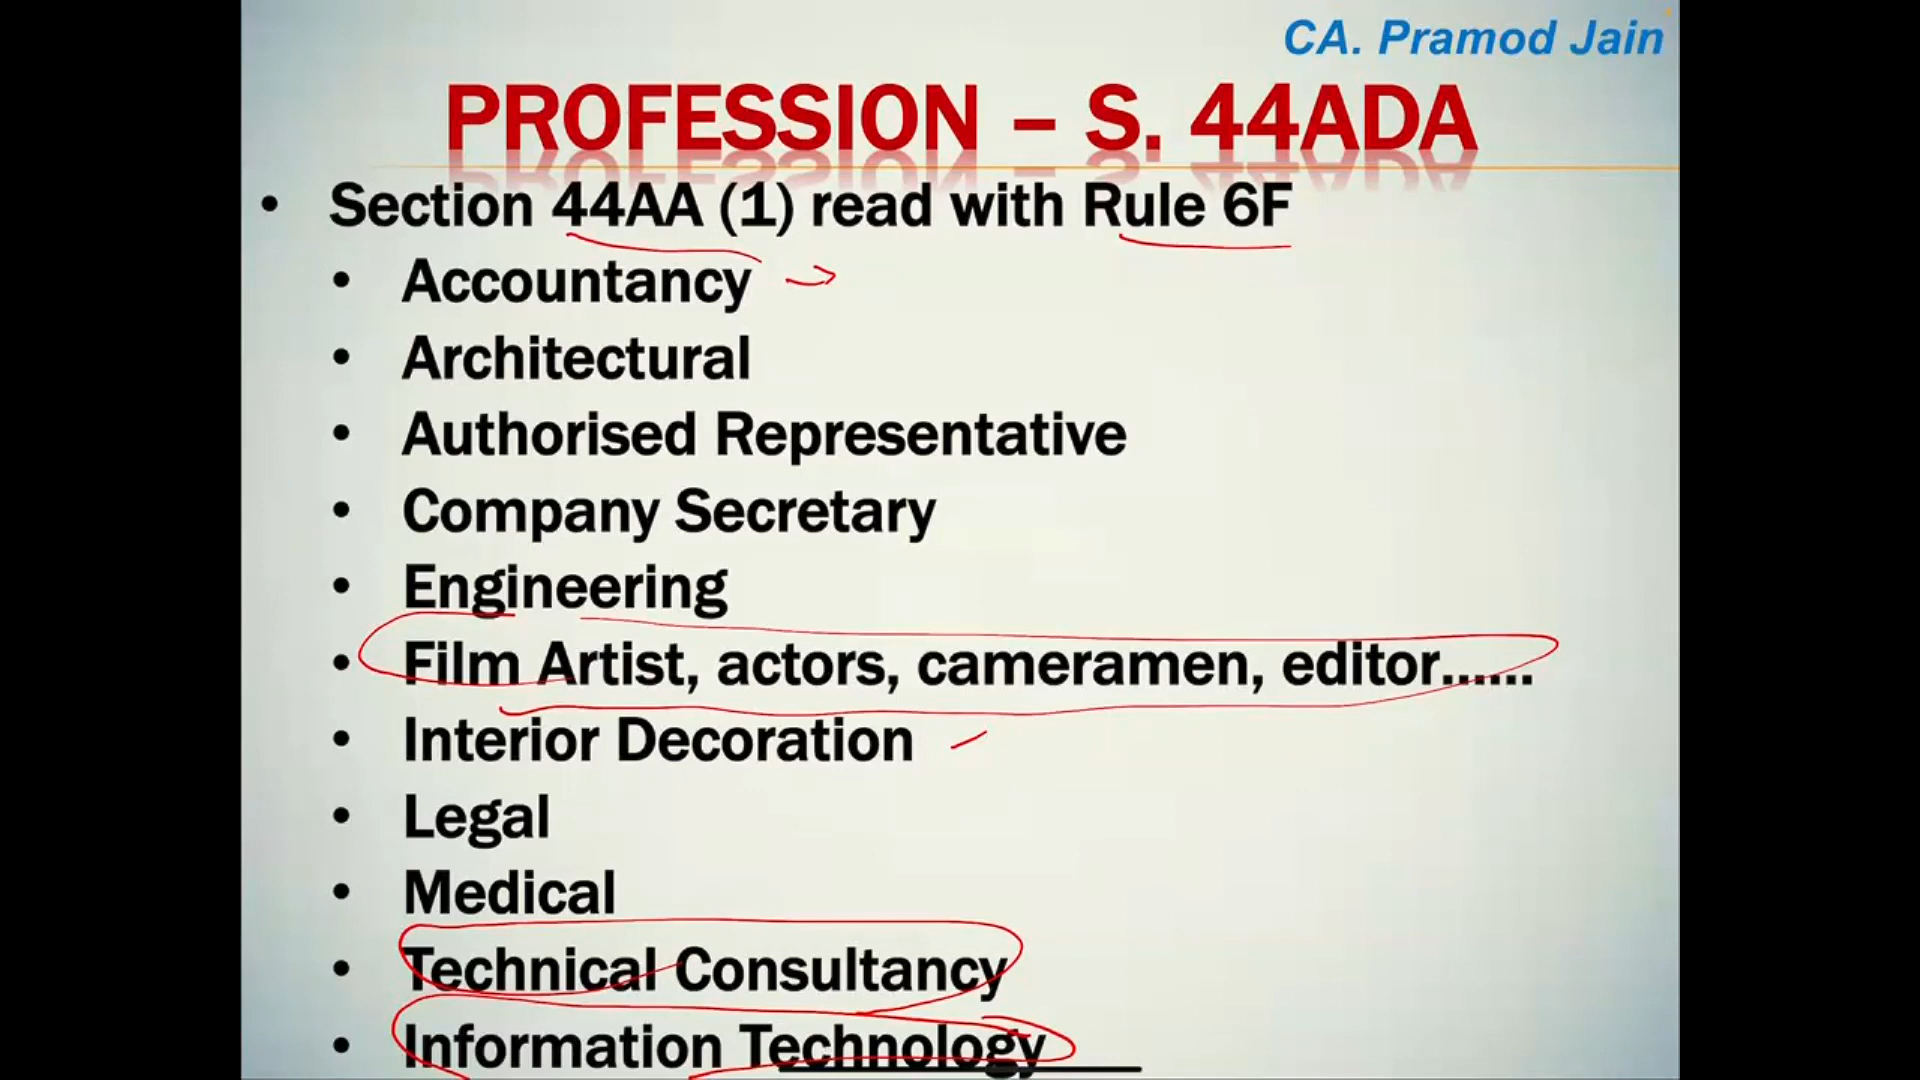 CA. Pramod Jain
PROFESSION – S. 44ADA
• Section 44AA (1) read with Rule 6F
• Accountancy
• Architectural
• Authorised Representative
• Company Secretary
• Engineering
• Film Artist, actors, cameramen, editor……
• Interior Decoration
• Legal
• Medical
• Technical Consultancy
• Information Technology